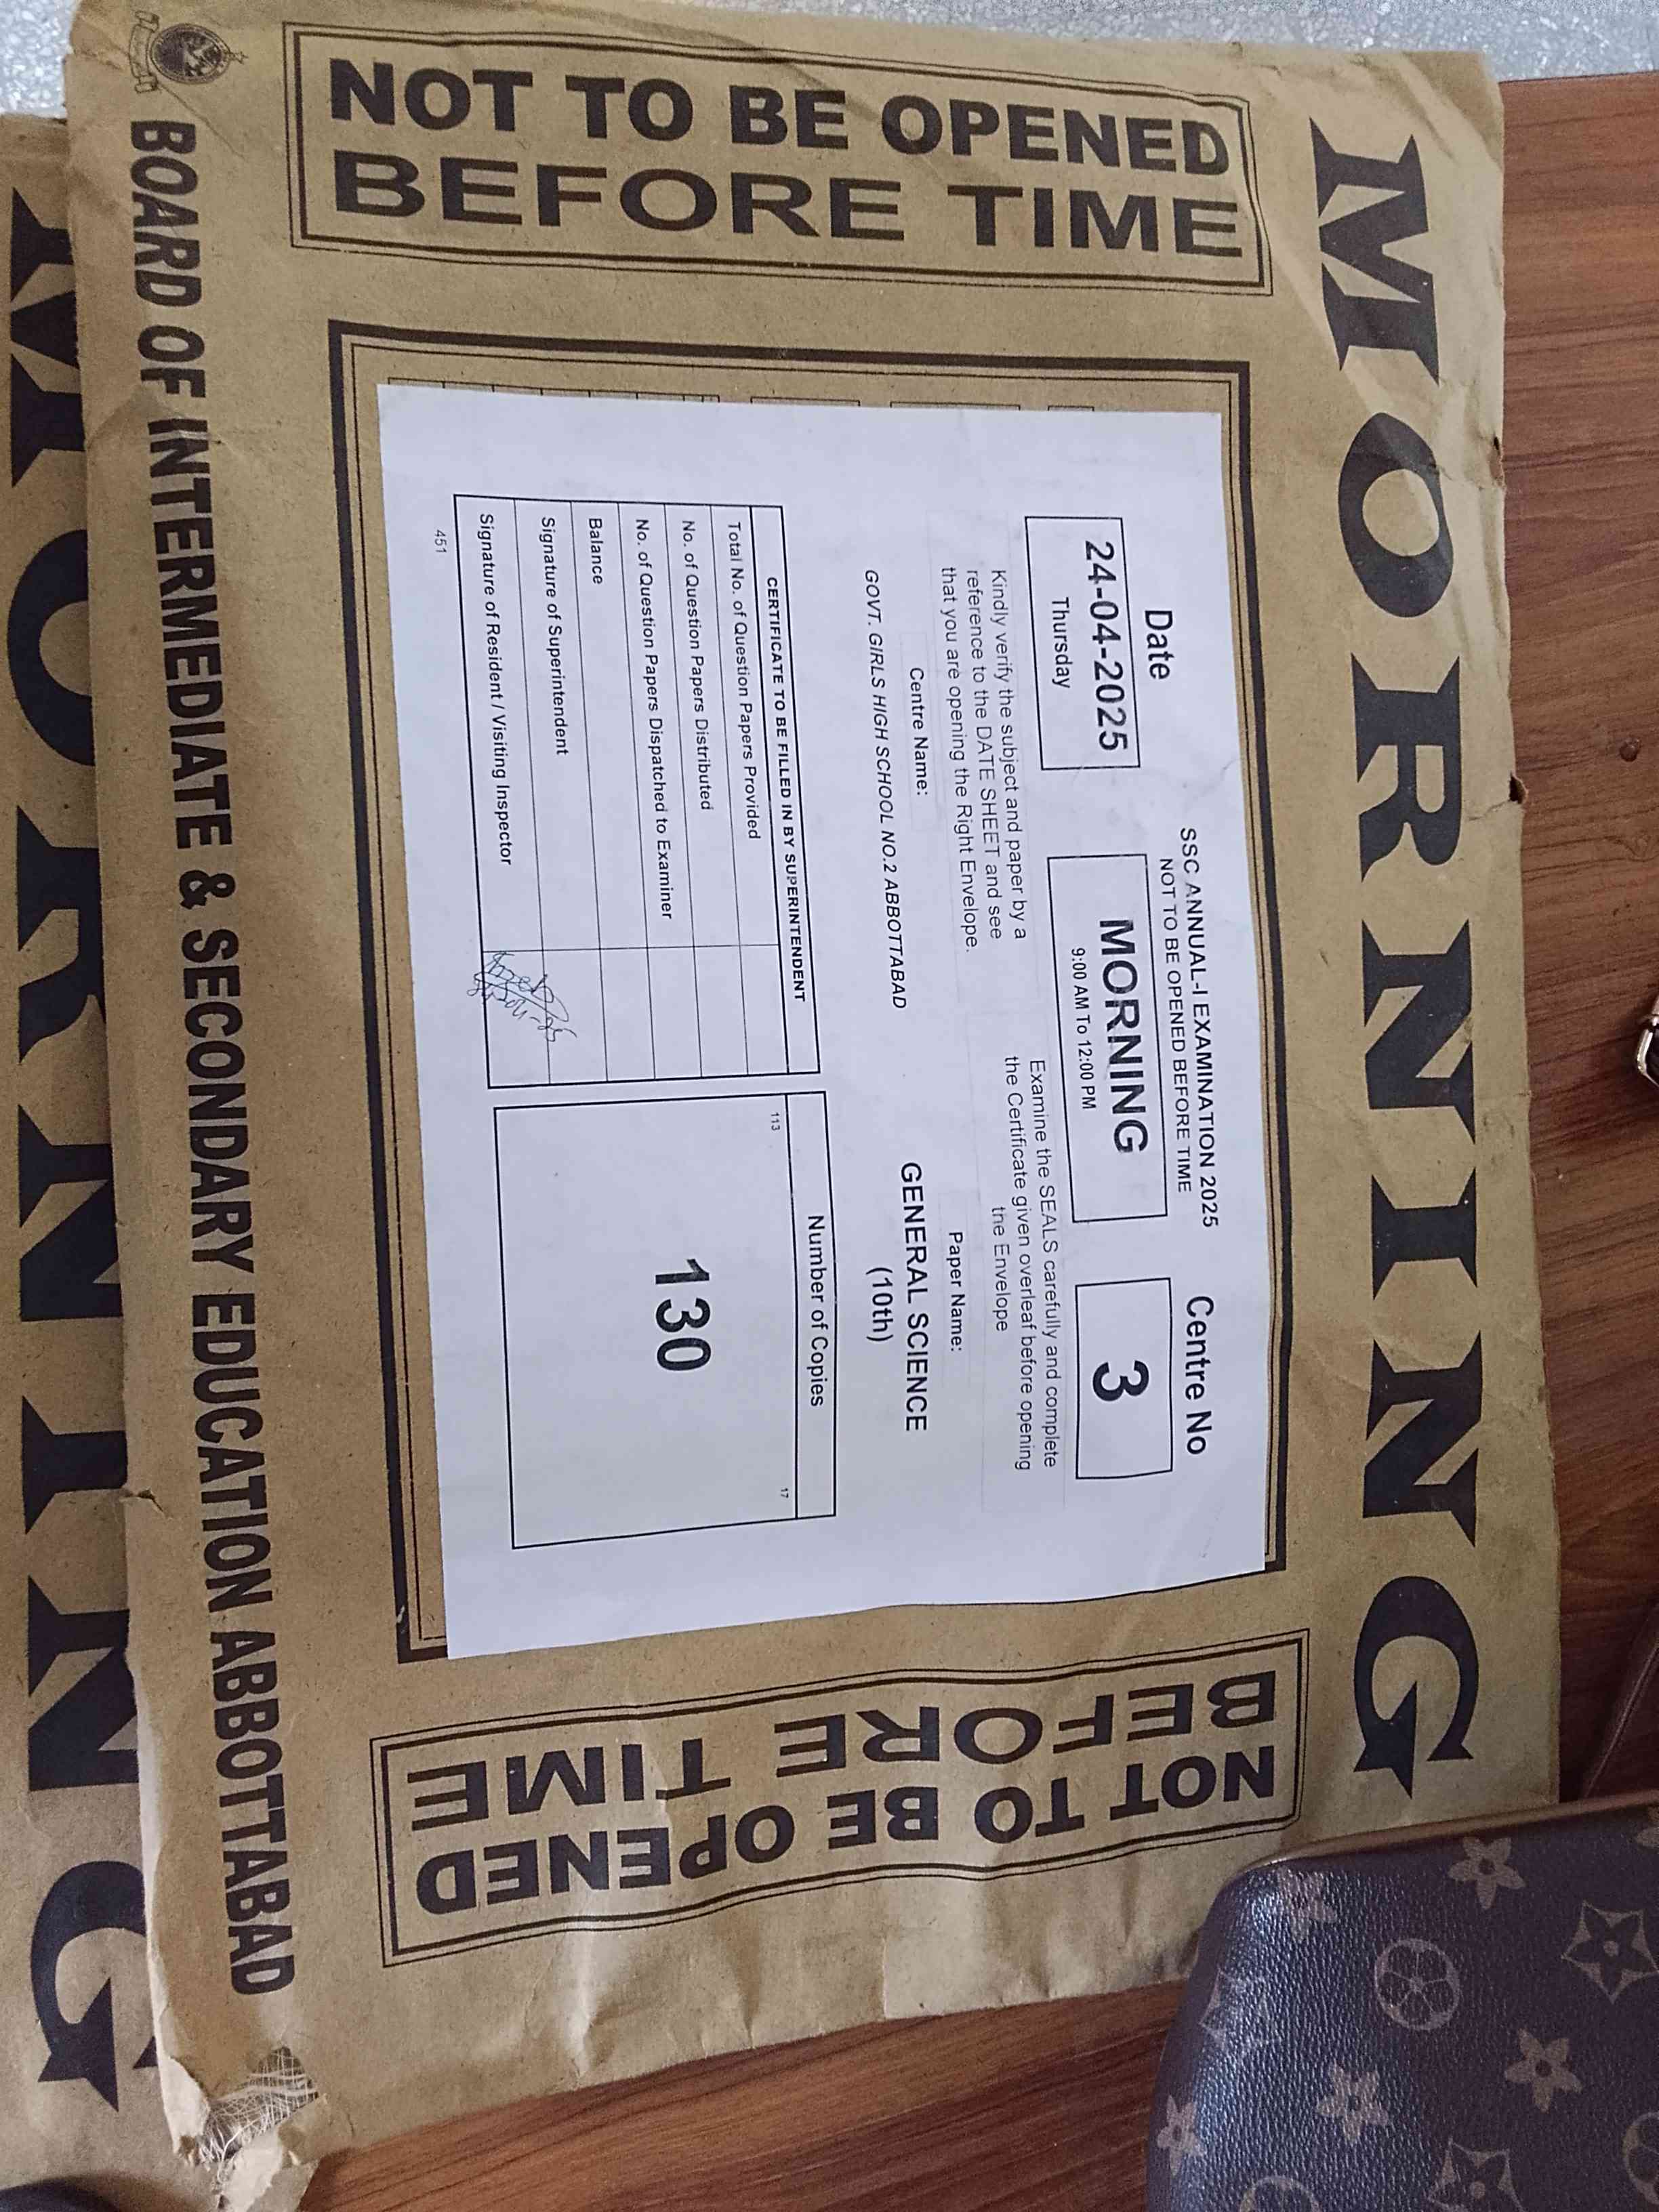 MORNING
NOT TO BE OPENED
BEFORE TIME
SSC ANNUAL-I EXAMINATION 2025
NOT TO BE OPENED BEFORE TIME
Date
24-04-2025
Thursday
MORNING
9:00 AM To 12:00 PM
Centre No
3
Kindly verify the subject and paper by a
reference to the DATE SHEET and see
that you are opening the Right Envelope.
Examine the SEALS carefully and complete
the Certificate given overleaf before opening
the Envelope
Centre Name:
GOVT. GIRLS HIGH SCHOOL NO.2 ABBOTTABAD
Paper Name:
GENERAL SCIENCE
(10th)
CERTIFICATE TO BE FILLED IN BY SUPERINTENDENT
Total No. of Question Papers Provided
No. of Question Papers Distributed
No. of Question Papers Dispatched to Examiner
Balance
Signature of Superintendent
Signature of Resident / Visiting Inspector
451
Number of Copies
113
17
130
NOT TO BE OPENED
BEFORE TIME
BOARD OF INTERMEDIATE & SECONDARY EDUCATION ABBOTTABAD
MORNING